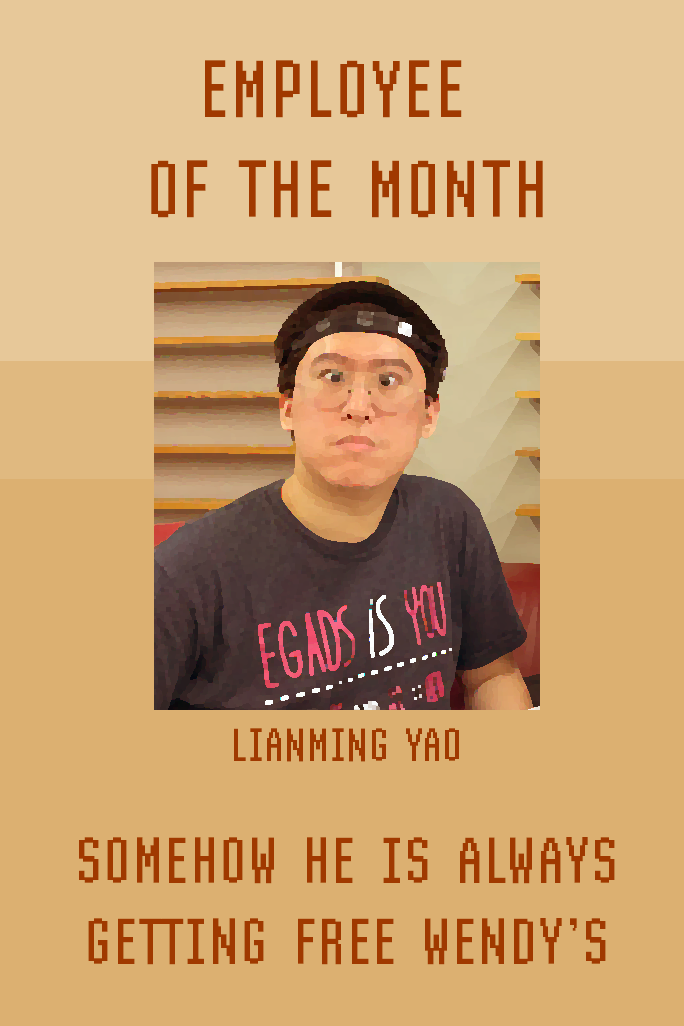 EMPLOYEE
OF THE MONTH
EGADS iS YOU
LIANMING YAO
SOMEHOW HE IS ALWAYS
GETTING FREE WENDY'S